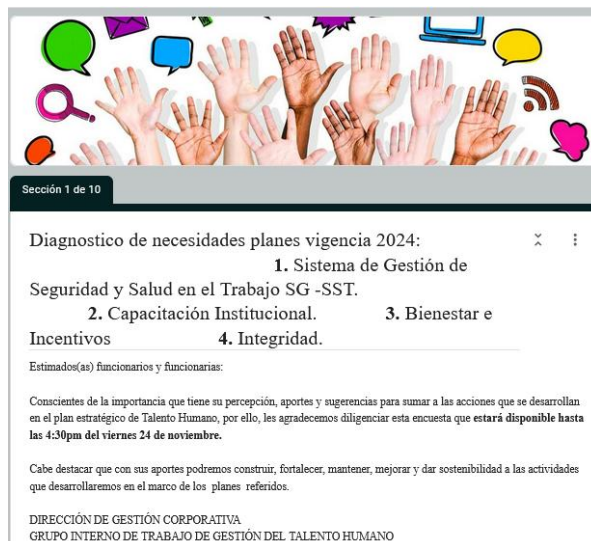 Sección 1 de 10
Diagnostico de necesidades planes vigencia 2024:
1. Sistema de Gestión de
Seguridad y Salud en el Trabajo SG -SST.
2. Capacitación Institucional. 3. Bienestar e
Incentivos 4. Integridad.
Estimados(as) funcionarios y funcionarias:
Conscientes de la importancia que tiene su percepción, aportes y sugerencias para sumar a las acciones que se desarrollan
en el plan estratégico de Talento Humano, por ello, les agradecemos diligenciar esta encuesta que estará disponible hasta
las 4:30pm del viernes 24 de noviembre.
Cabe destacar que con sus aportes podremos construir, fortalecer, mantener, mejorar y dar sostenibilidad a las actividades
que desarrollaremos en el marco de los planes referidos.
DIRECCIÓN DE GESTIÓN CORPORATIVA
GRUPO INTERNO DE TRABAJO DE GESTIÓN DEL TALENTO HUMANO